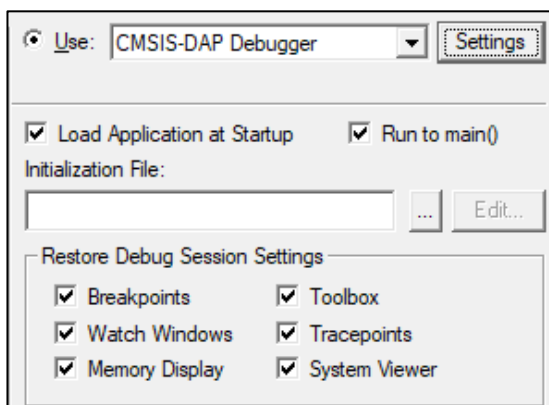 Use: CMSIS-DAP Debugger Settings
Load Application at Startup Run to main()
Initialization File:
... Edit...
Restore Debug Session Settings
Breakpoints Toolbox
Watch Windows Tracepoints
Memory Display System Viewer